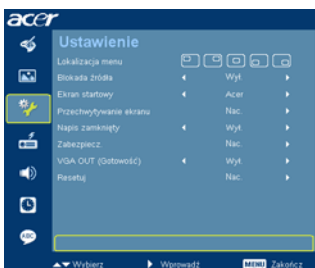 acer
Ustawienie
Lokalizacja menu
Blokada źródła Wył.
Ekran startowy Acer
Przechwytywanie ekranu Nac.
Napis zamknięty Wył.
Zabezpiecz. Nac.
VGA OUT (Gotowość) Wył.
Resetuj Nac.
ABC
Wybierz Wprowadź MENU Zakończ